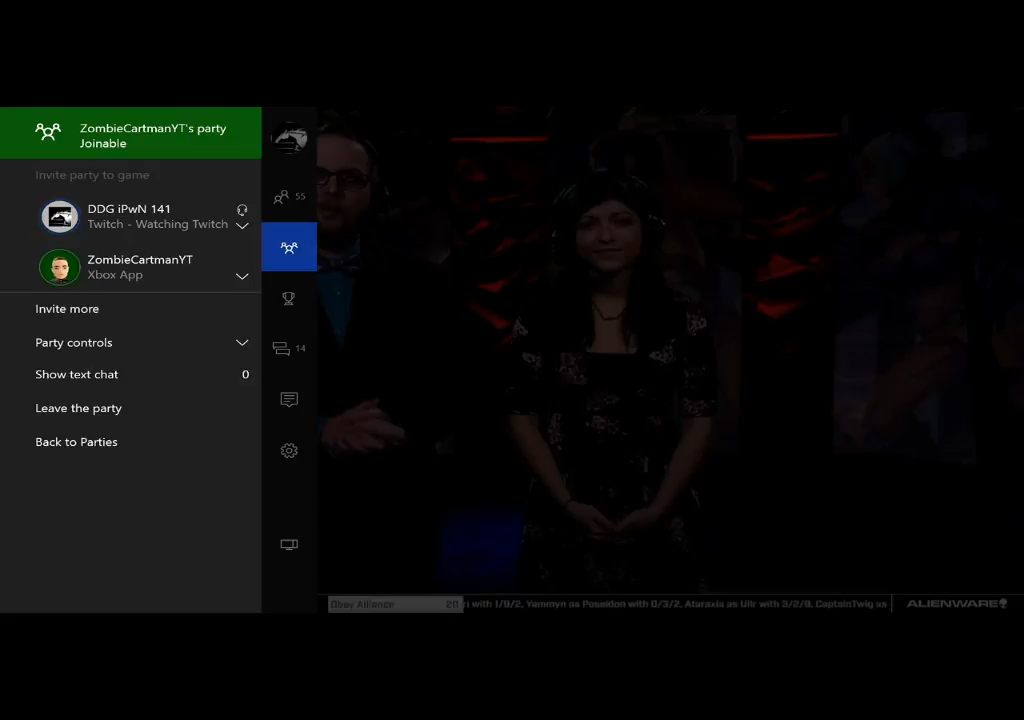 ZombieCartmanYT's party
Joinable
Invite party to game
DDG iPwN 141
Twitch - Watching Twitch
ZombieCartmanYT
Xbox App
Invite more
Party controls
Show text chat 0
Leave the party
Back to Parties
55
14
Obey Alliance 20
ri with 1/9/2, Yammyn as Poseidon with 0/3/2, Ataraxia as Ullr with 3/2/9, CaptainTwig as
ALIENWARE